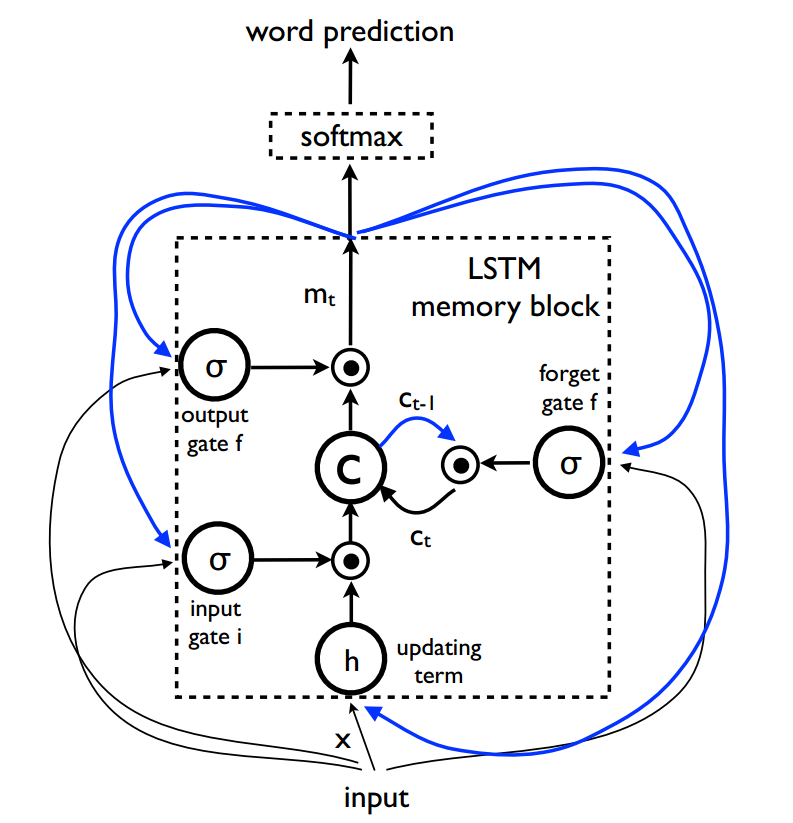 word prediction
softmax
LSTM
memory block
mt
σ
output
gate f
ct-1
forget
gate f
c
σ
ct
σ
input
gate i
h
updating
term
x
input